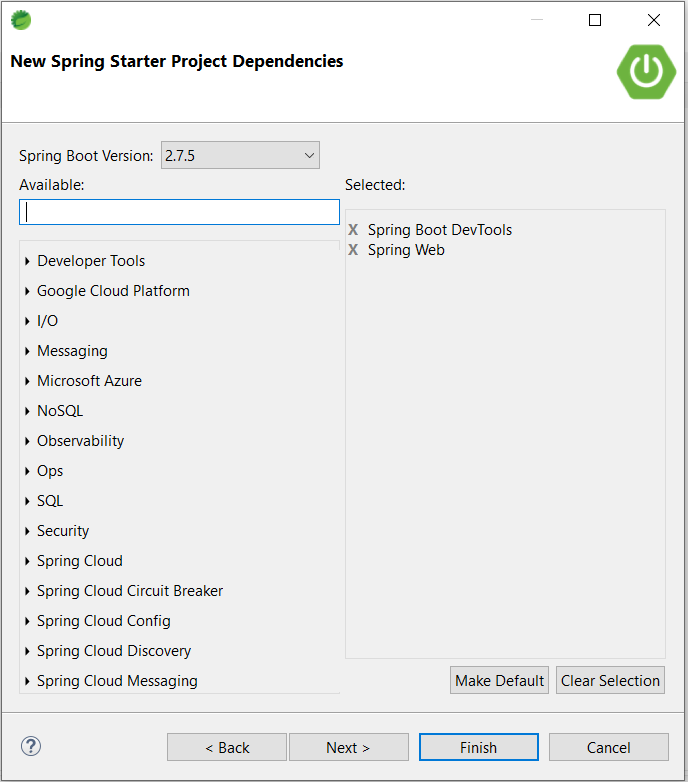 New Spring Starter Project Dependencies
Spring Boot Version: 2.7.5
Available:
Selected:
X Spring Boot DevTools
X Spring Web
Developer Tools
Google Cloud Platform
I/O
Messaging
Microsoft Azure
NoSQL
Observability
Ops
SQL
Security
Spring Cloud
Spring Cloud Circuit Breaker
Spring Cloud Config
Spring Cloud Discovery
Spring Cloud Messaging
Make Default Clear Selection
? < Back Next > Finish Cancel